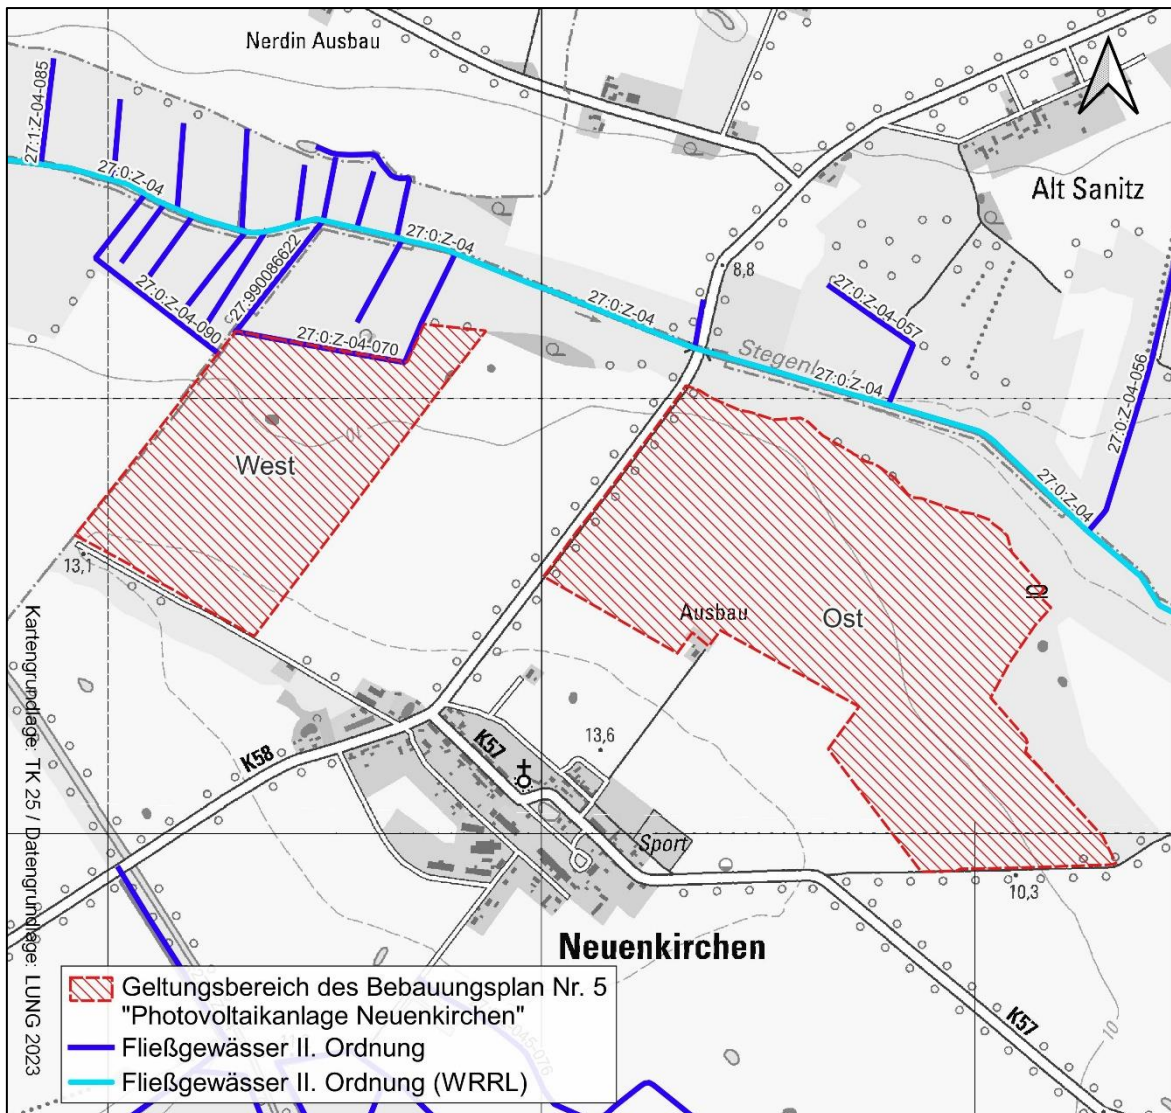 Nerdin Ausbau
27:1:Z-04-085
27:0:Z-04
Alt Sanitz
27:0:Z-04
8,8
27:990086622
27:0:Z-04-090
27:0:Z-04-070
27:0:Z-04
27:0:Z-04-057
27:0:Z-04
27:0:Z-04-056
10
West
27:0:Z-04
13,1
Ausbau
Ost
K58
K57
13,6
Sport
10,3
Neuenkirchen
K57
10
Kartengrundlage: TK 25 / Datengrundlage: LUNG 2023
Geltungsbereich des Bebauungsplan Nr. 5
"Photovoltaikanlage Neuenkirchen"
Fließgewässer II. Ordnung
Fließgewässer II. Ordnung (WRRL)